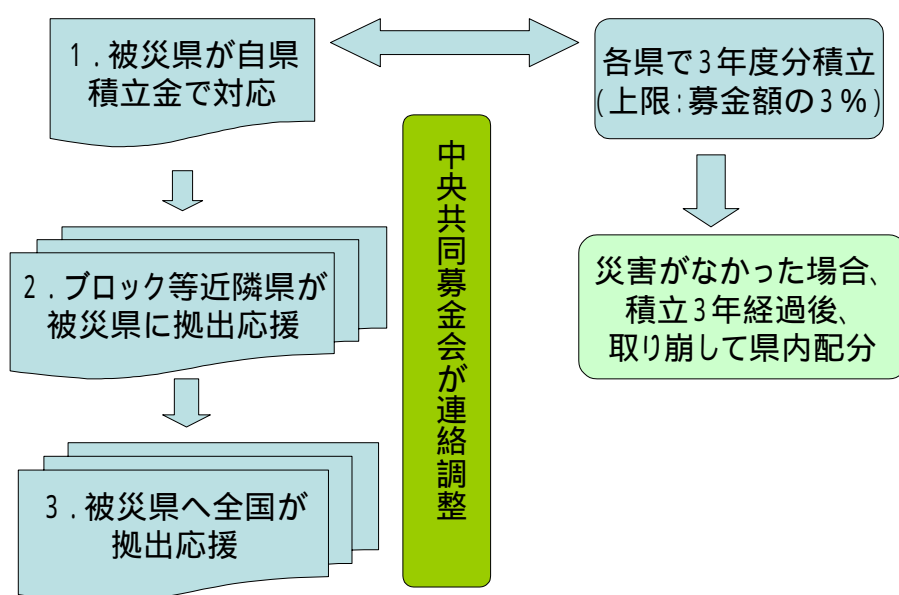 1．被災県が自県
積立金で対応
各県で3年度分積立
(上限:募金額の3%)
中央共同募金会が連絡調整
2．ブロック等近隣県が
被災県に拠出応援
災害がなかった場合、
積立3年経過後、
取り崩して県内配分
3．被災県へ全国が
拠出応援